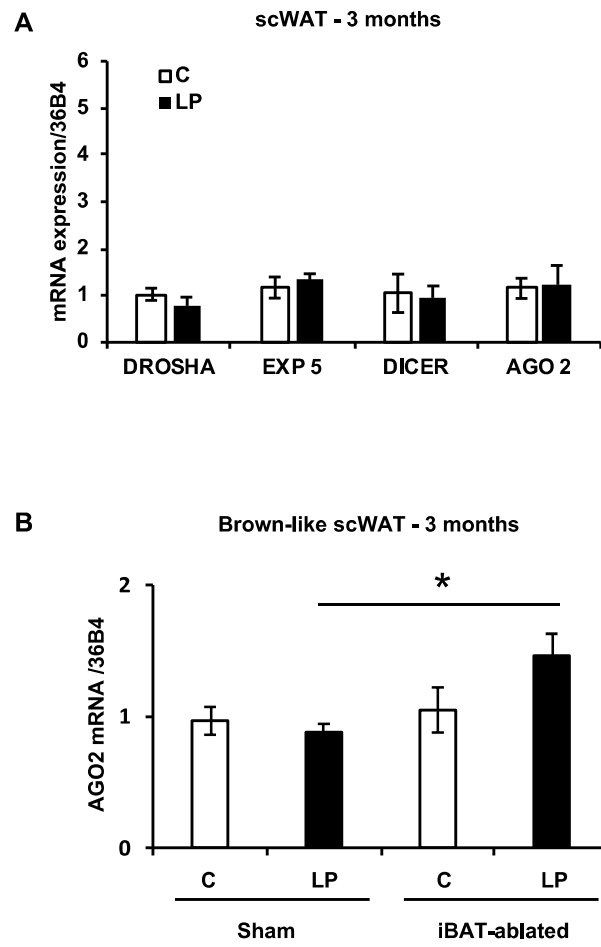 A
scWAT - 3 months
mRNA expression/36B4
6
5
4
3
2
1
0
C
LP
DROSHA EXP 5 DICER AGO 2
B
Brown-like scWAT - 3 months
AGO2 mRNA /36B4
2
1
0
*
C LP C LP
Sham iBAT-ablated